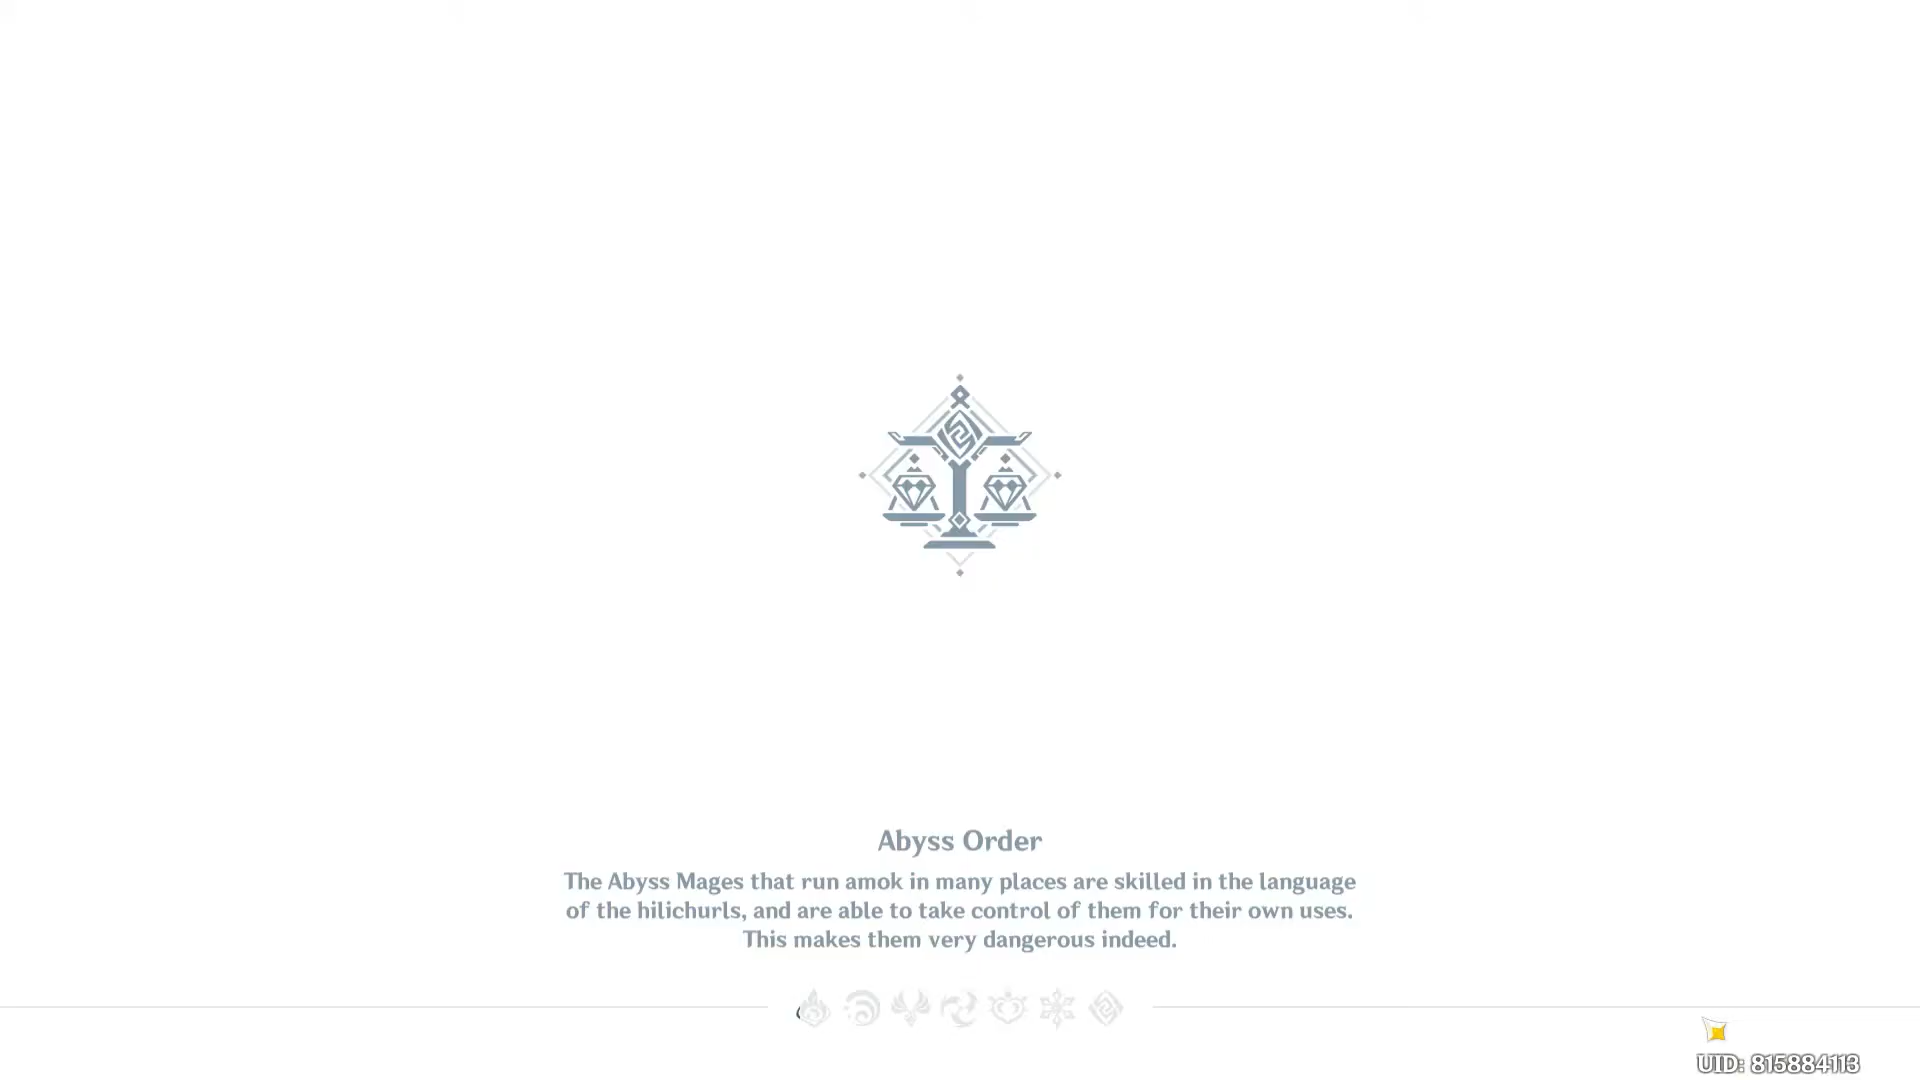 Abyss Order
The Abyss Mages that run amok in many places are skilled in the language
of the hilichurls, and are able to take control of them for their own uses.
This makes them very dangerous indeed.
UID: 815884113